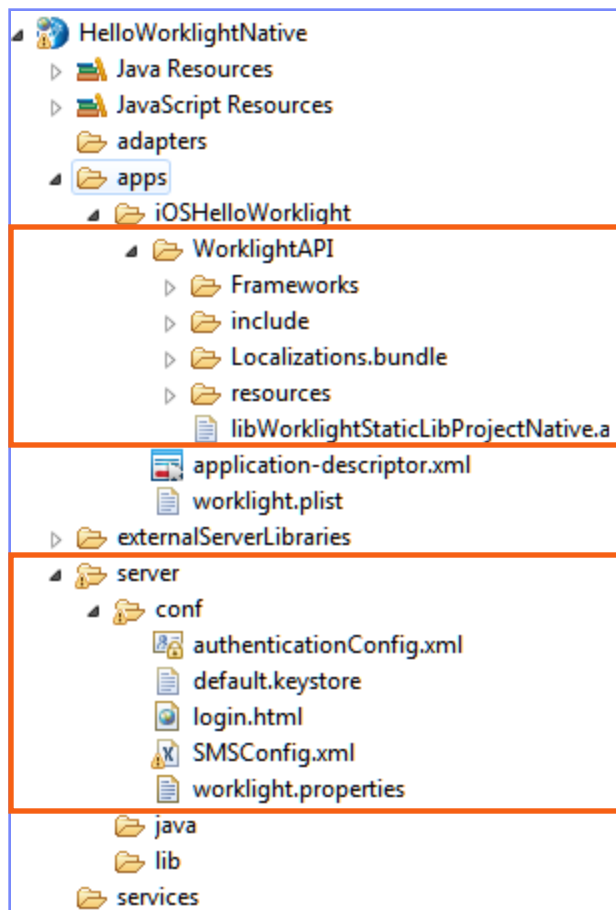 HelloWorklightNative
Java Resources
JavaScript Resources
adapters
apps
iOSHelloWorklight
WorklightAPI
Frameworks
include
Localizations.bundle
resources
libWorklightStaticLibProjectNative.a
application-descriptor.xml
worklight.plist
externalServerLibraries
server
conf
authenticationConfig.xml
default.keystore
login.html
SMSConfig.xml
worklight.properties
java
lib
services